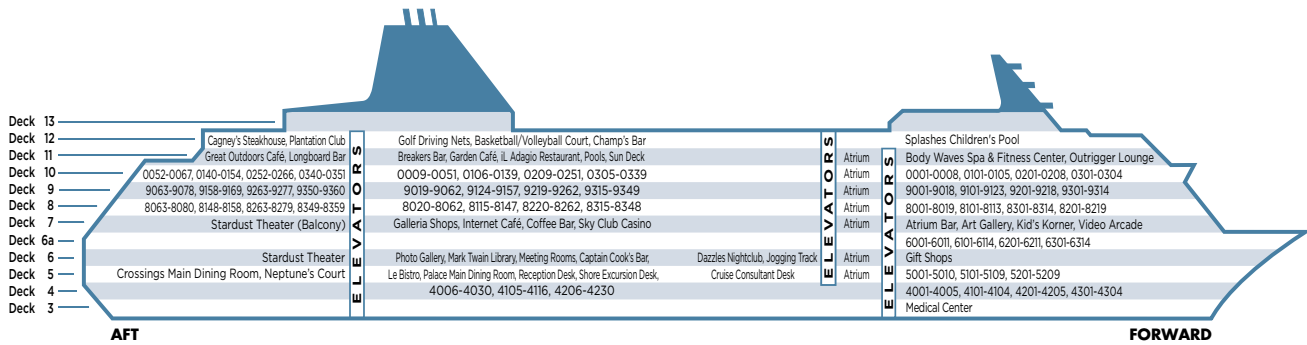 Deck 13
Deck 12 Cagney's Steakhouse, Plantation Club Golf Driving Nets, Basketball/Volleyball Court, Champ's Bar Splashes Children's Pool
Deck 11 Great Outdoors Café, Longboard Bar Breakers Bar, Garden Café, iL Adagio Restaurant, Pools, Sun Deck Atrium Body Waves Spa & Fitness Center, Outrigger Lounge
Deck 10 0052-0067, 0140-0154, 0252-0266, 0340-0351 0009-0051, 0106-0139, 0209-0251, 0305-0339 Atrium 0001-0008, 0101-0105, 0201-0208, 0301-0304
Deck 9 9063-9078, 9158-9169, 9263-9277, 9350-9360 9019-9062, 9124-9157, 9219-9262, 9315-9349 Atrium 9001-9018, 9101-9123, 9201-9218, 9301-9314
Deck 8 8063-8080, 8148-8158, 8263-8279, 8349-8359 8020-8062, 8115-8147, 8220-8262, 8315-8348 Atrium 8001-8019, 8101-8113, 8301-8314, 8201-8219
Deck 7 Stardust Theater (Balcony) Galleria Shops, Internet Café, Coffee Bar, Sky Club Casino Atrium Atrium Bar, Art Gallery, Kid's Korner, Video Arcade
Deck 6a 6001-6011, 6101-6114, 6201-6211, 6301-6314
Deck 6 Stardust Theater Photo Gallery, Mark Twain Library, Meeting Rooms, Captain Cook's Bar, Dazzles Nightclub, Jogging Track Atrium Gift Shops
Deck 5 Crossings Main Dining Room, Neptune's Court Le Bistro, Palace Main Dining Room, Reception Desk, Shore Excursion Desk, Cruise Consultant Desk Atrium 5001-5010, 5101-5109, 5201-5209
Deck 4 4006-4030, 4105-4116, 4206-4230 4001-4005, 4101-4104, 4201-4205, 4301-4304
Deck 3 Medical Center
ELEVATORS
ELEVATORS
ELEVATORS
AFT FORWARD